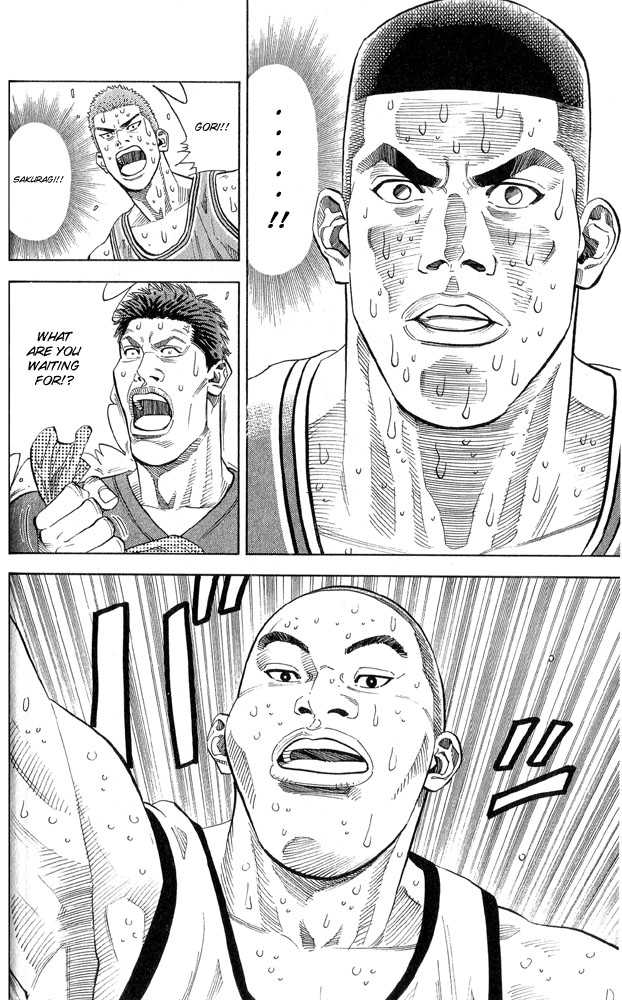 ......!!
GORI!!
SAKURAGI!!
WHAT
ARE YOU
WAITING
FOR!?